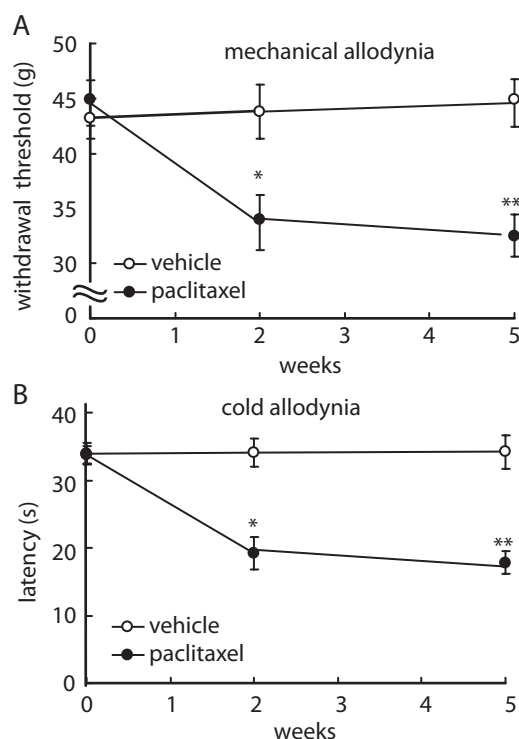 A
mechanical allodynia
withdrawal threshold (g)
50
45
40
35
30
0
*
**
vehicle
paclitaxel
0 1 2 3 4 5
weeks
B
cold allodynia
latency (s)
40
30
20
10
0
*
**
vehicle
paclitaxel
0 1 2 3 4 5
weeks